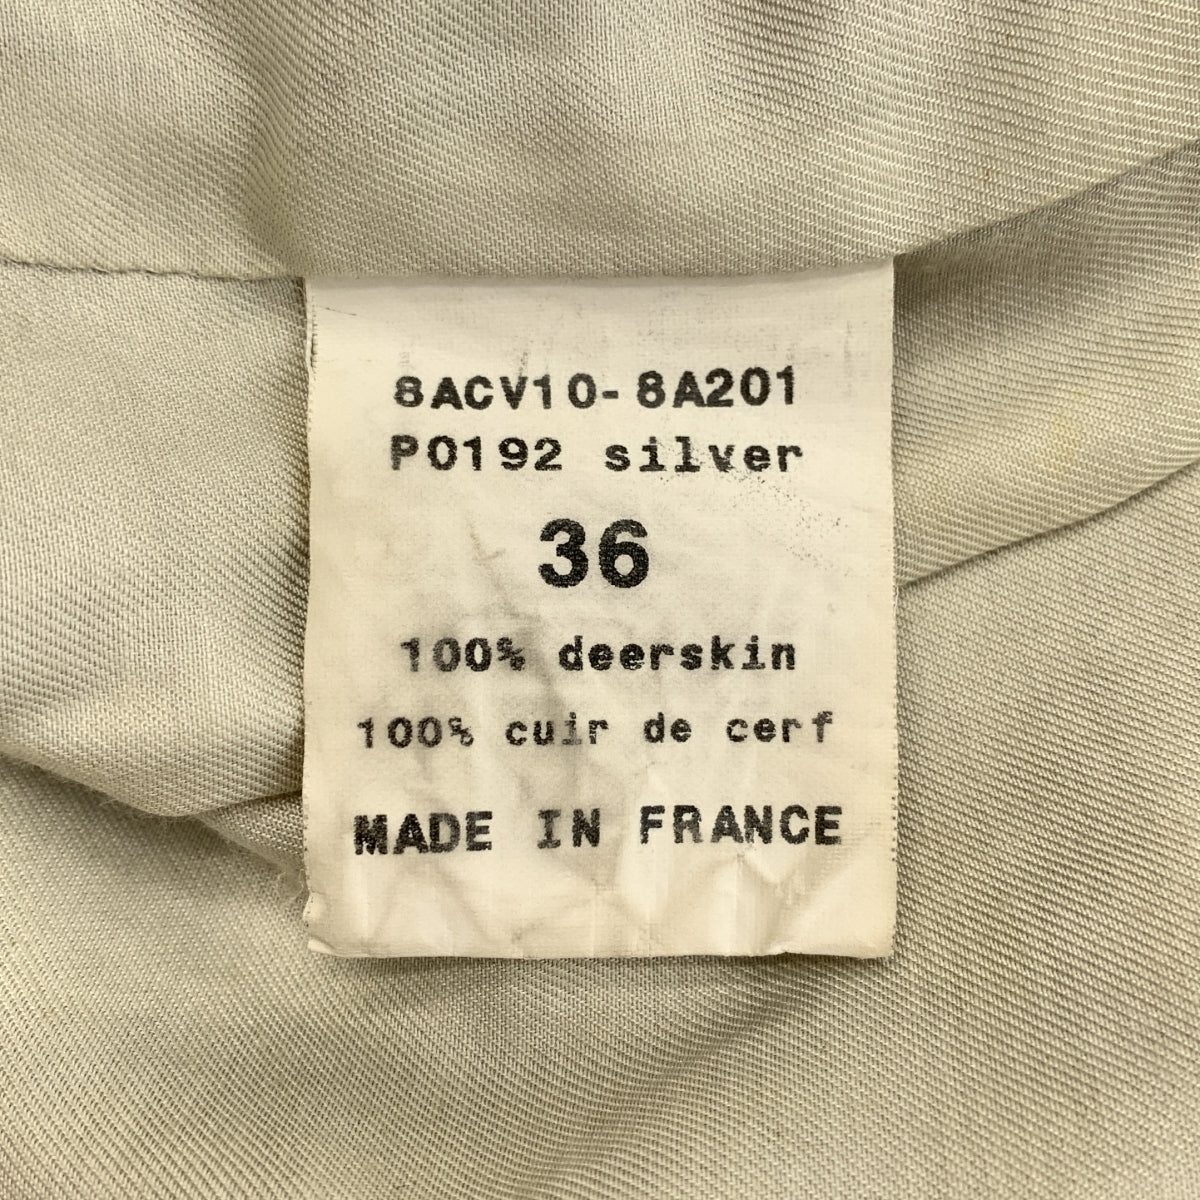 8ACV10-8A201
P0192 silver
36
100% deerskin
100% cuir de cerf
MADE IN FRANCE